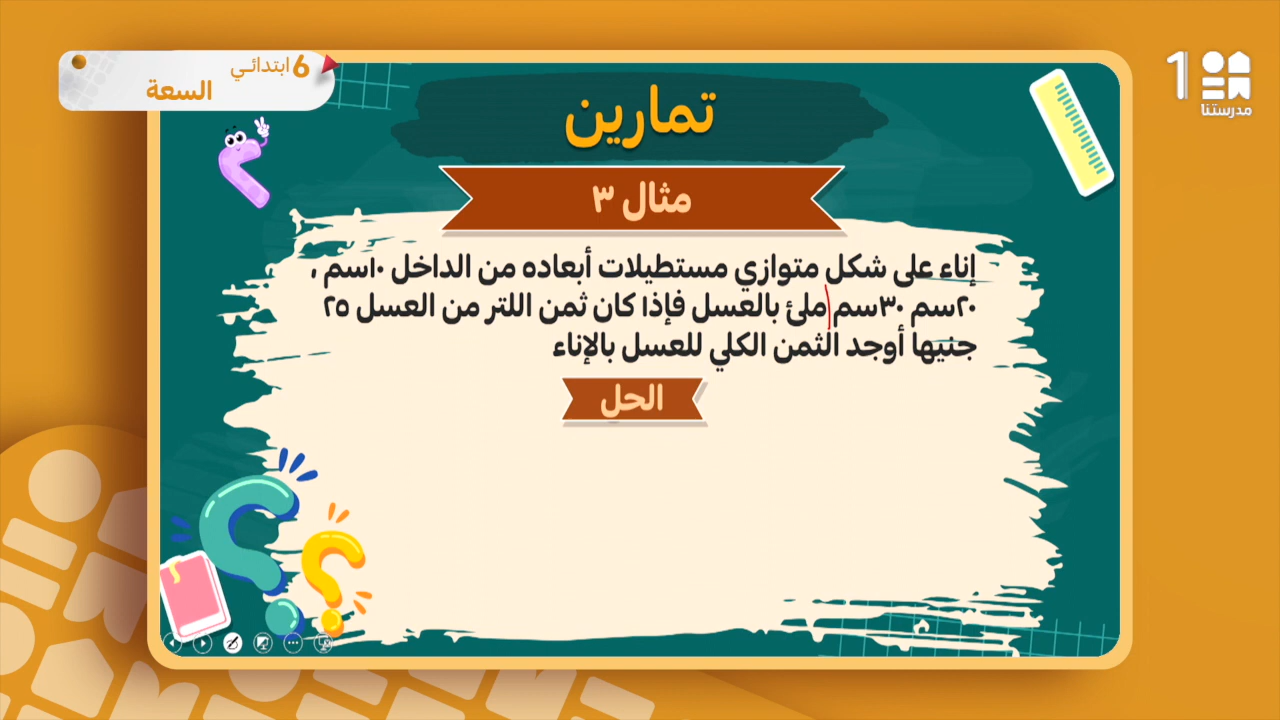 6 ابتدائي
السعة
1
مدرستنا
تمارين
مثال ٣
إناء على شكل متوازي مستطيلات أبعاده من الداخل ١٠سم ،
٢٠سم ٣٠سم ملئ بالعسل فإذا كان ثمن اللتر من العسل ٢٥
جنيها أوجد الثمن الكلي للعسل بالإناء
الحل